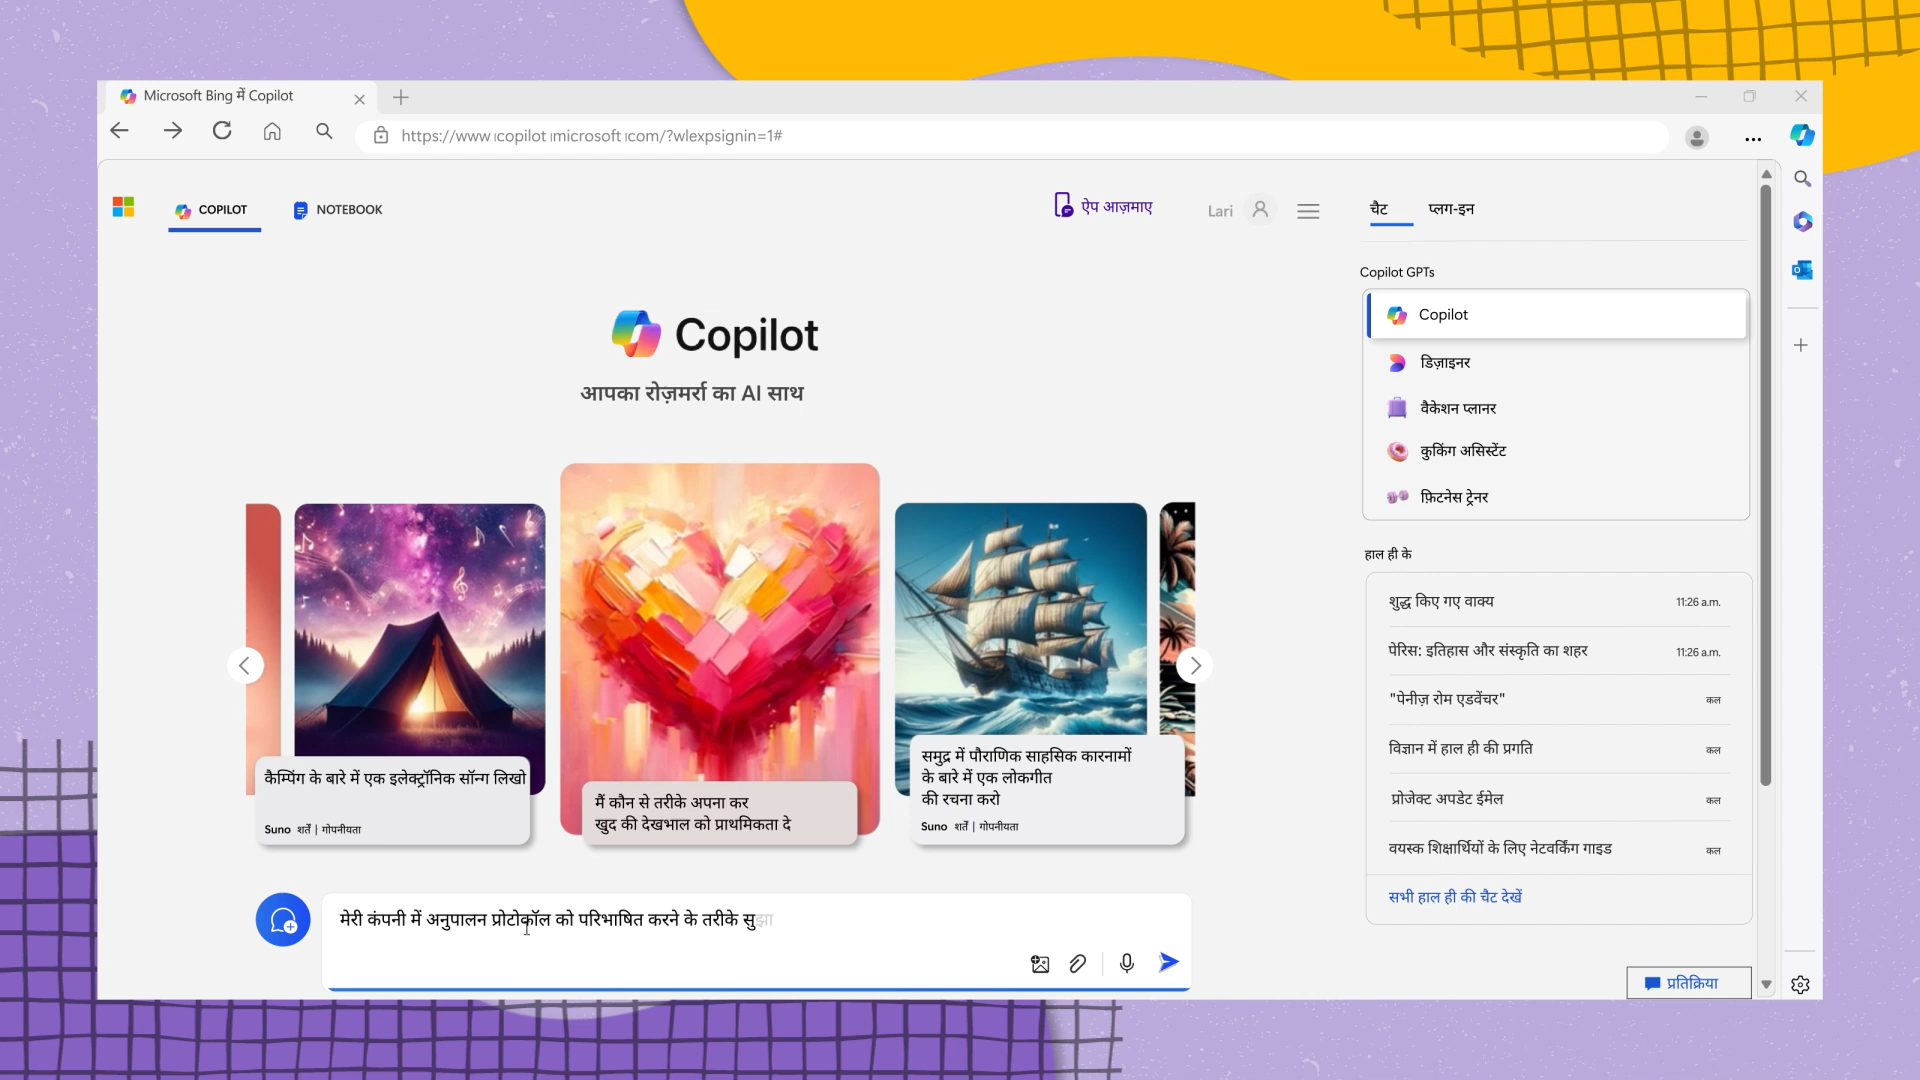 Microsoft Bing में Copilot
https://www.copilot.microsoft.com/?wlexpsignin=1#
COPILOT
NOTEBOOK
ऐप आज़माए
Lari
चैट
प्लग-इन
Copilot
आपका रोज़मर्रा का AI साथ
कैम्पिंग के बारे में एक इलेक्ट्रॉनिक सॉन्ग लिखो
Suno शर्तें | गोपनीयता
मैं कौन से तरीके अपना कर
खुद की देखभाल को प्राथमिकता दे
समुद्र में पौराणिक साहसिक कारनामों
के बारे में एक लोकगीत
की रचना करो
Suno शर्तें | गोपनीयता
मेरी कंपनी में अनुपालन प्रोटोकॉल को परिभाषित करने के तरीके सुझा
Copilot GPTs
Copilot
डिज़ाइनर
वैकेशन प्लानर
कुकिंग असिस्टेंट
फ़िटनेस ट्रेनर
हाल ही के
शुद्ध किए गए वाक्य 11:26 a.m.
पेरिस: इतिहास और संस्कृति का शहर 11:26 a.m.
"पेनीज़ रोम एडवेंचर" कल
विज्ञान में हाल ही की प्रगति कल
प्रोजेक्ट अपडेट ईमेल कल
वयस्क शिक्षार्थियों के लिए नेटवर्किंग गाइड कल
सभी हाल ही की चैट देखें
प्रतिक्रिया